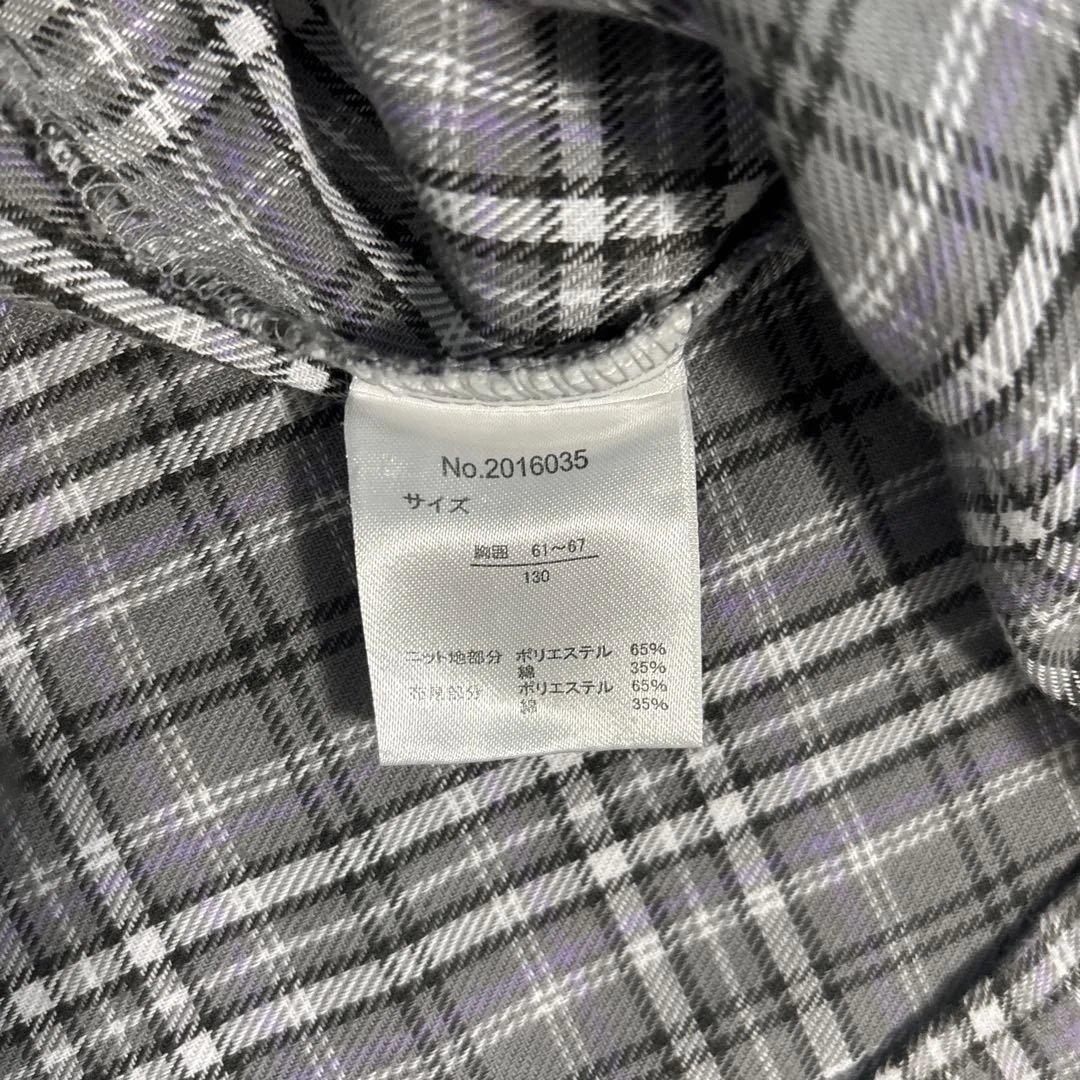 No.2016035
サイズ
胸囲 61～67
130
ニット地部分 ポリエステル 65%
綿 35%
布帛部分 ポリエステル 65%
綿 35%